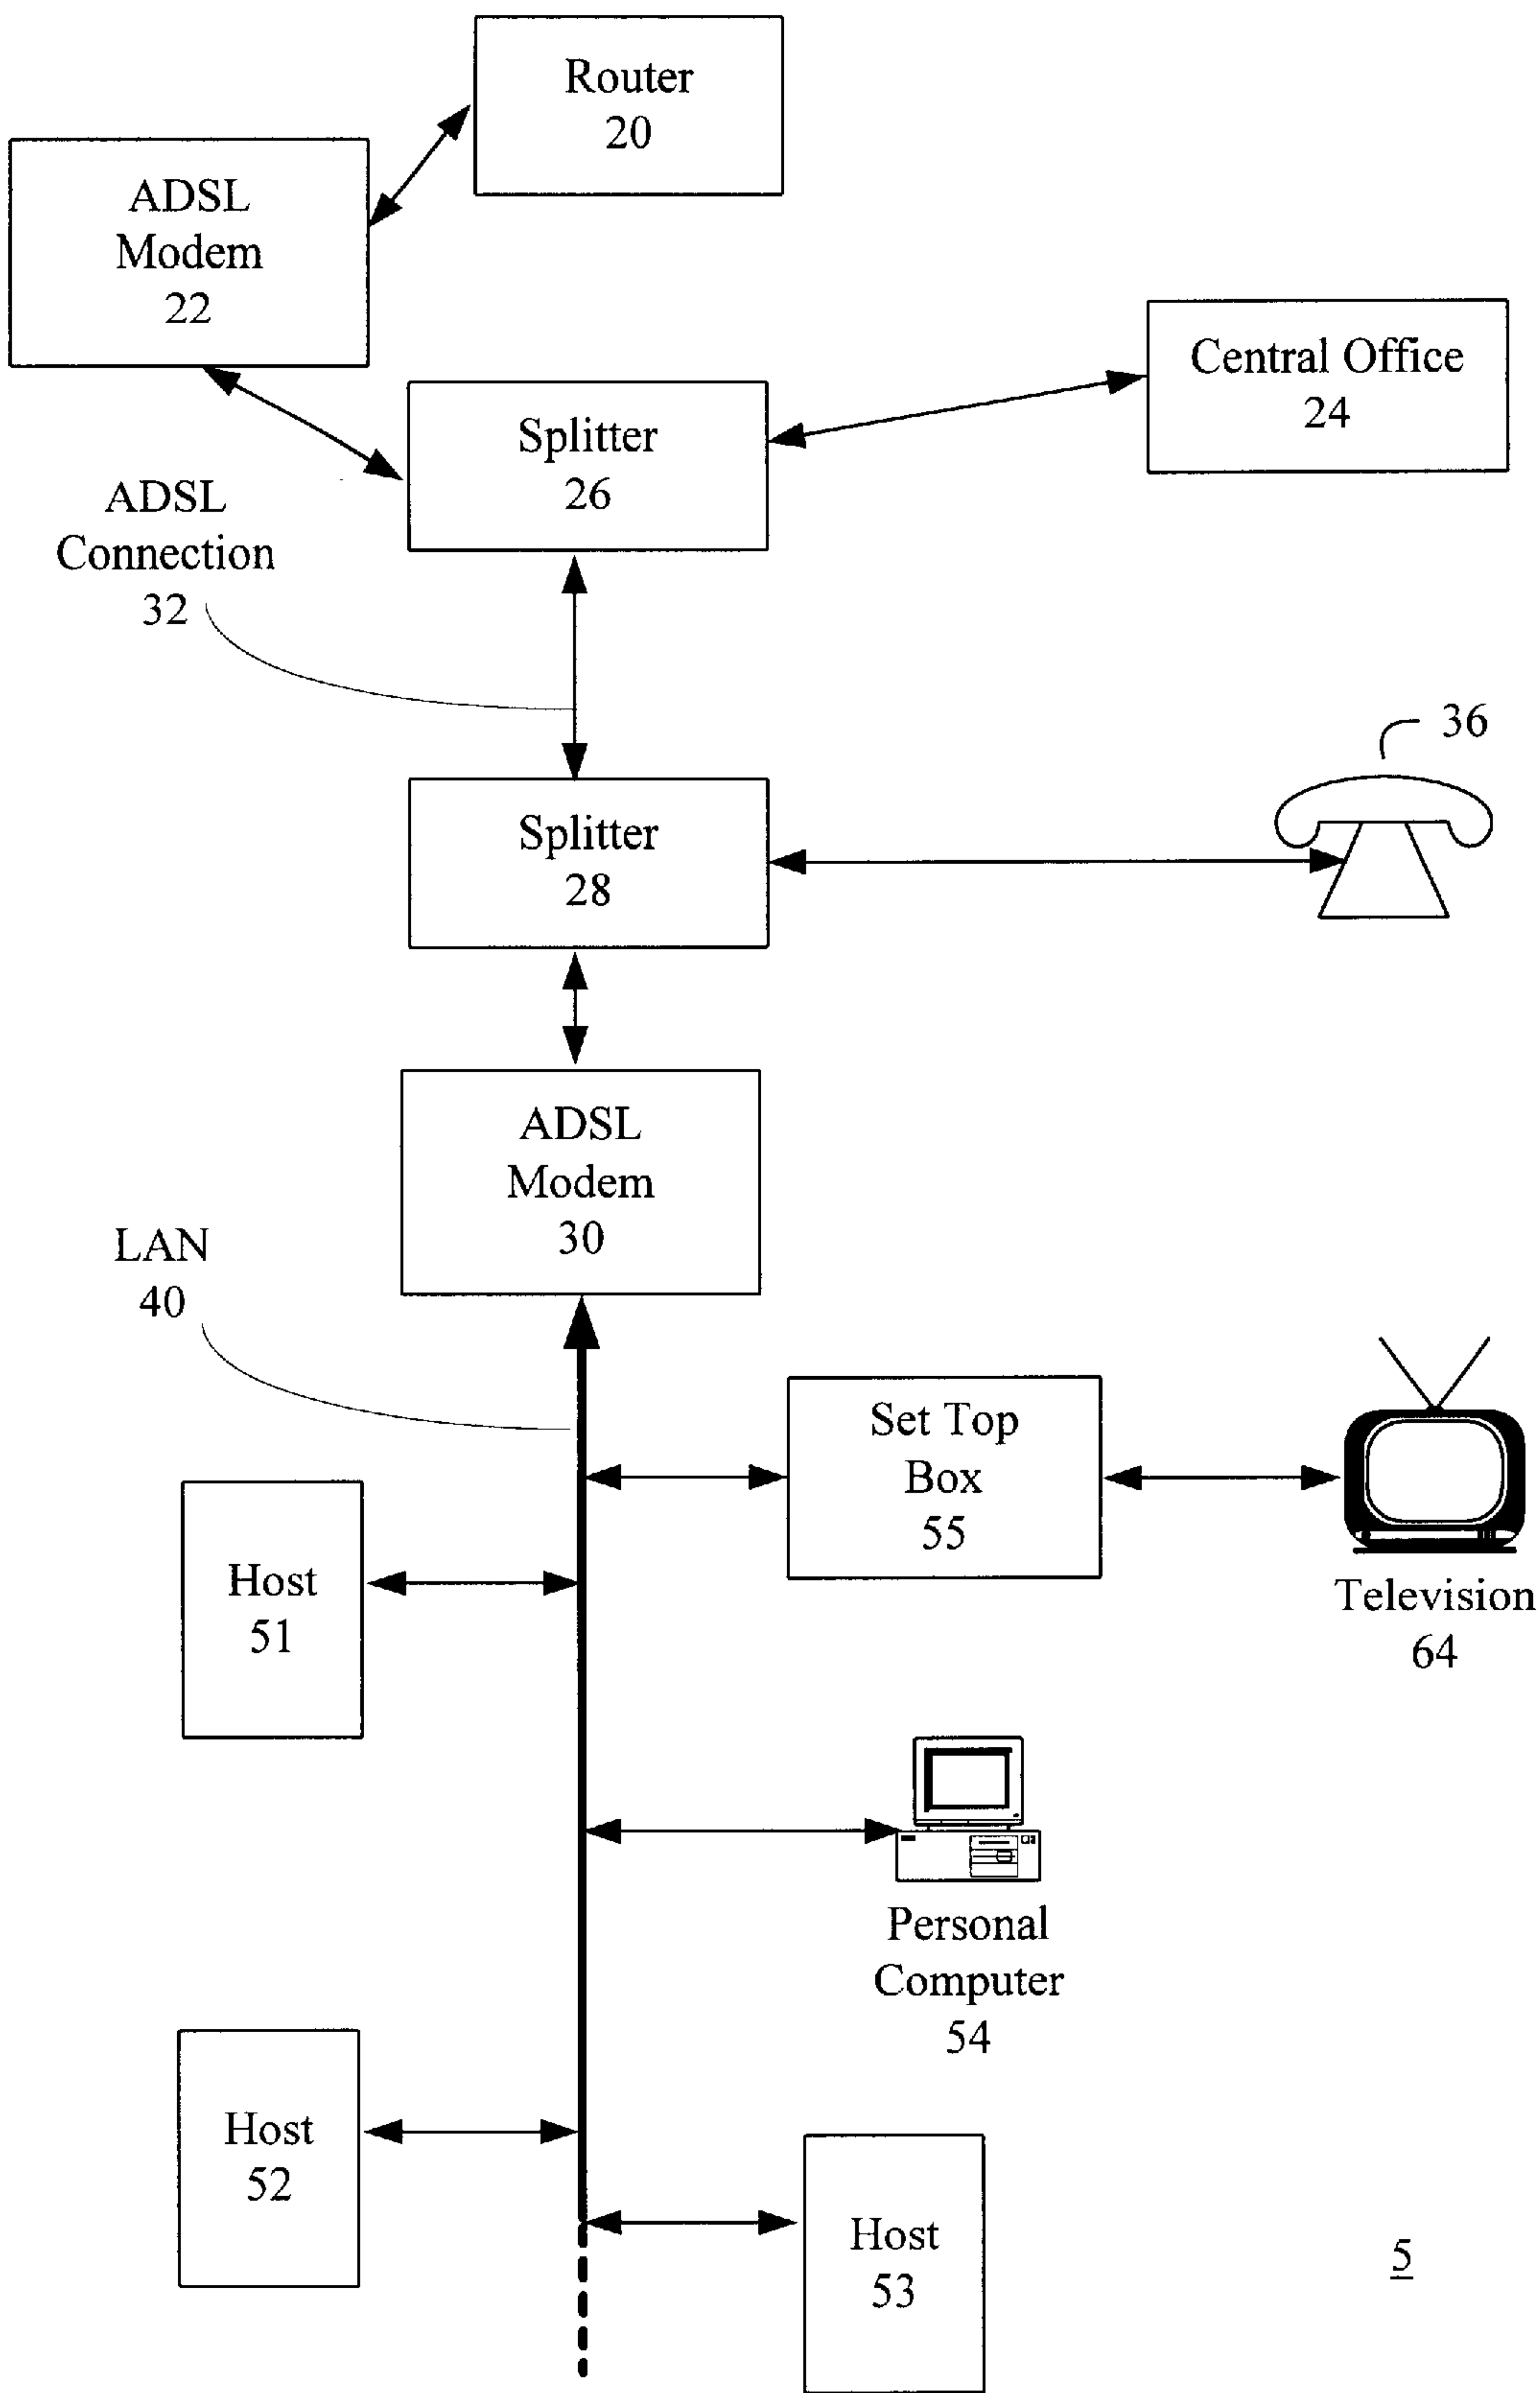 Router
20
ADSL
Modem
22
Central Office
24
Splitter
26
ADSL
Connection
32
36
Splitter
28
ADSL
Modem
30
LAN
40
Set Top
Box
55
Host
51
Television
64
Personal
Computer
54
Host
52
Host
53
5